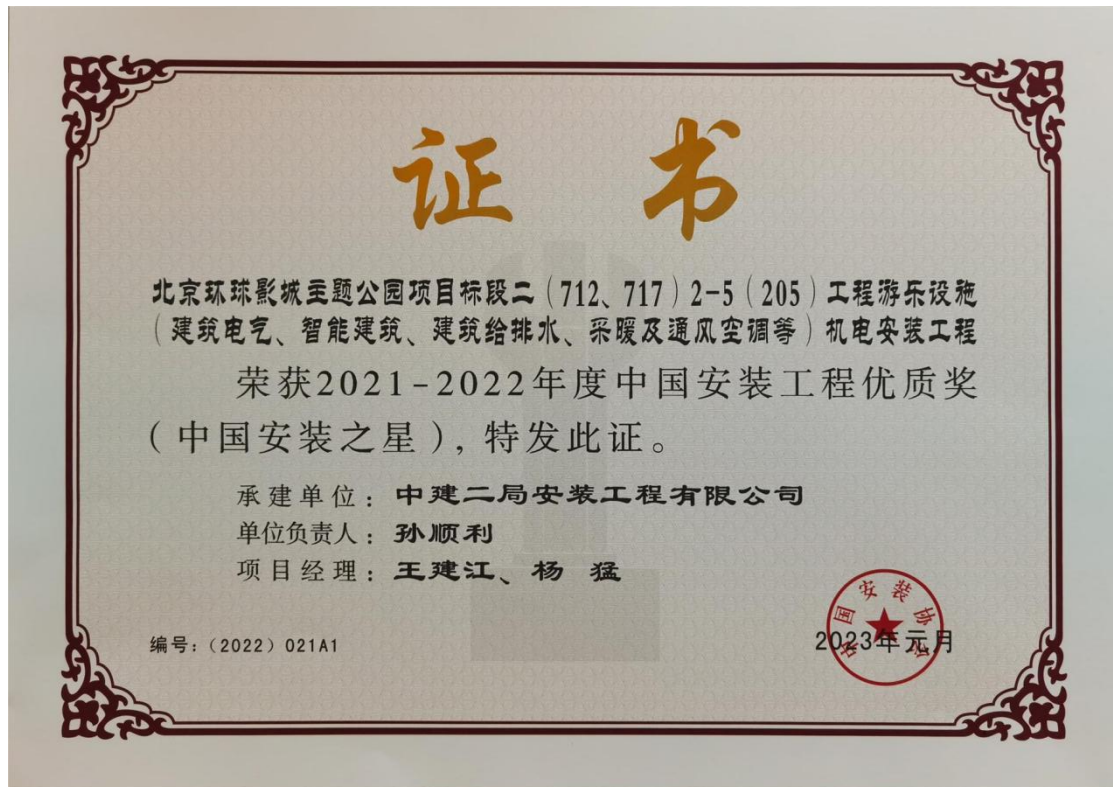 证 书
北京环球影城主题公园项目标段二(712、717)2-5(205)工程游乐设施
(建筑电气、智能建筑、建筑给排水、采暖及通风空调等)机电安装工程
荣获2021-2022年度中国安装工程优质奖
(中国安装之星),特发此证。
承建单位:中建二局安装工程有限公司
单位负责人:孙顺利
项目经理:王建江、杨 猛
中国安装协会
编号:(2022)021A1
2023年元月